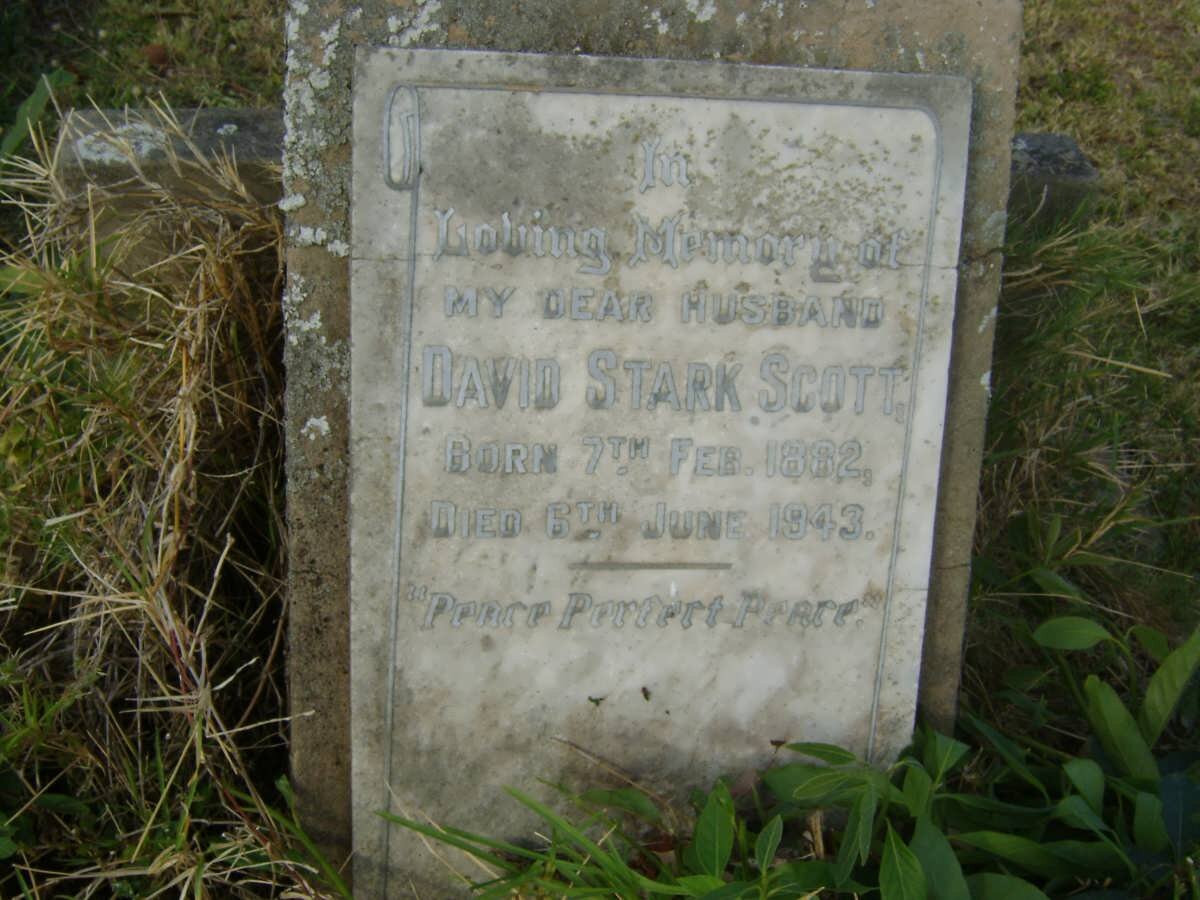 In
Loving Memory of
MY DEAR HUSBAND
DAVID STARK SCOTT,
BORN 7TH FEB. 1882,
DIED 6TH JUNE 1943.
"Peace Perfect Peace."